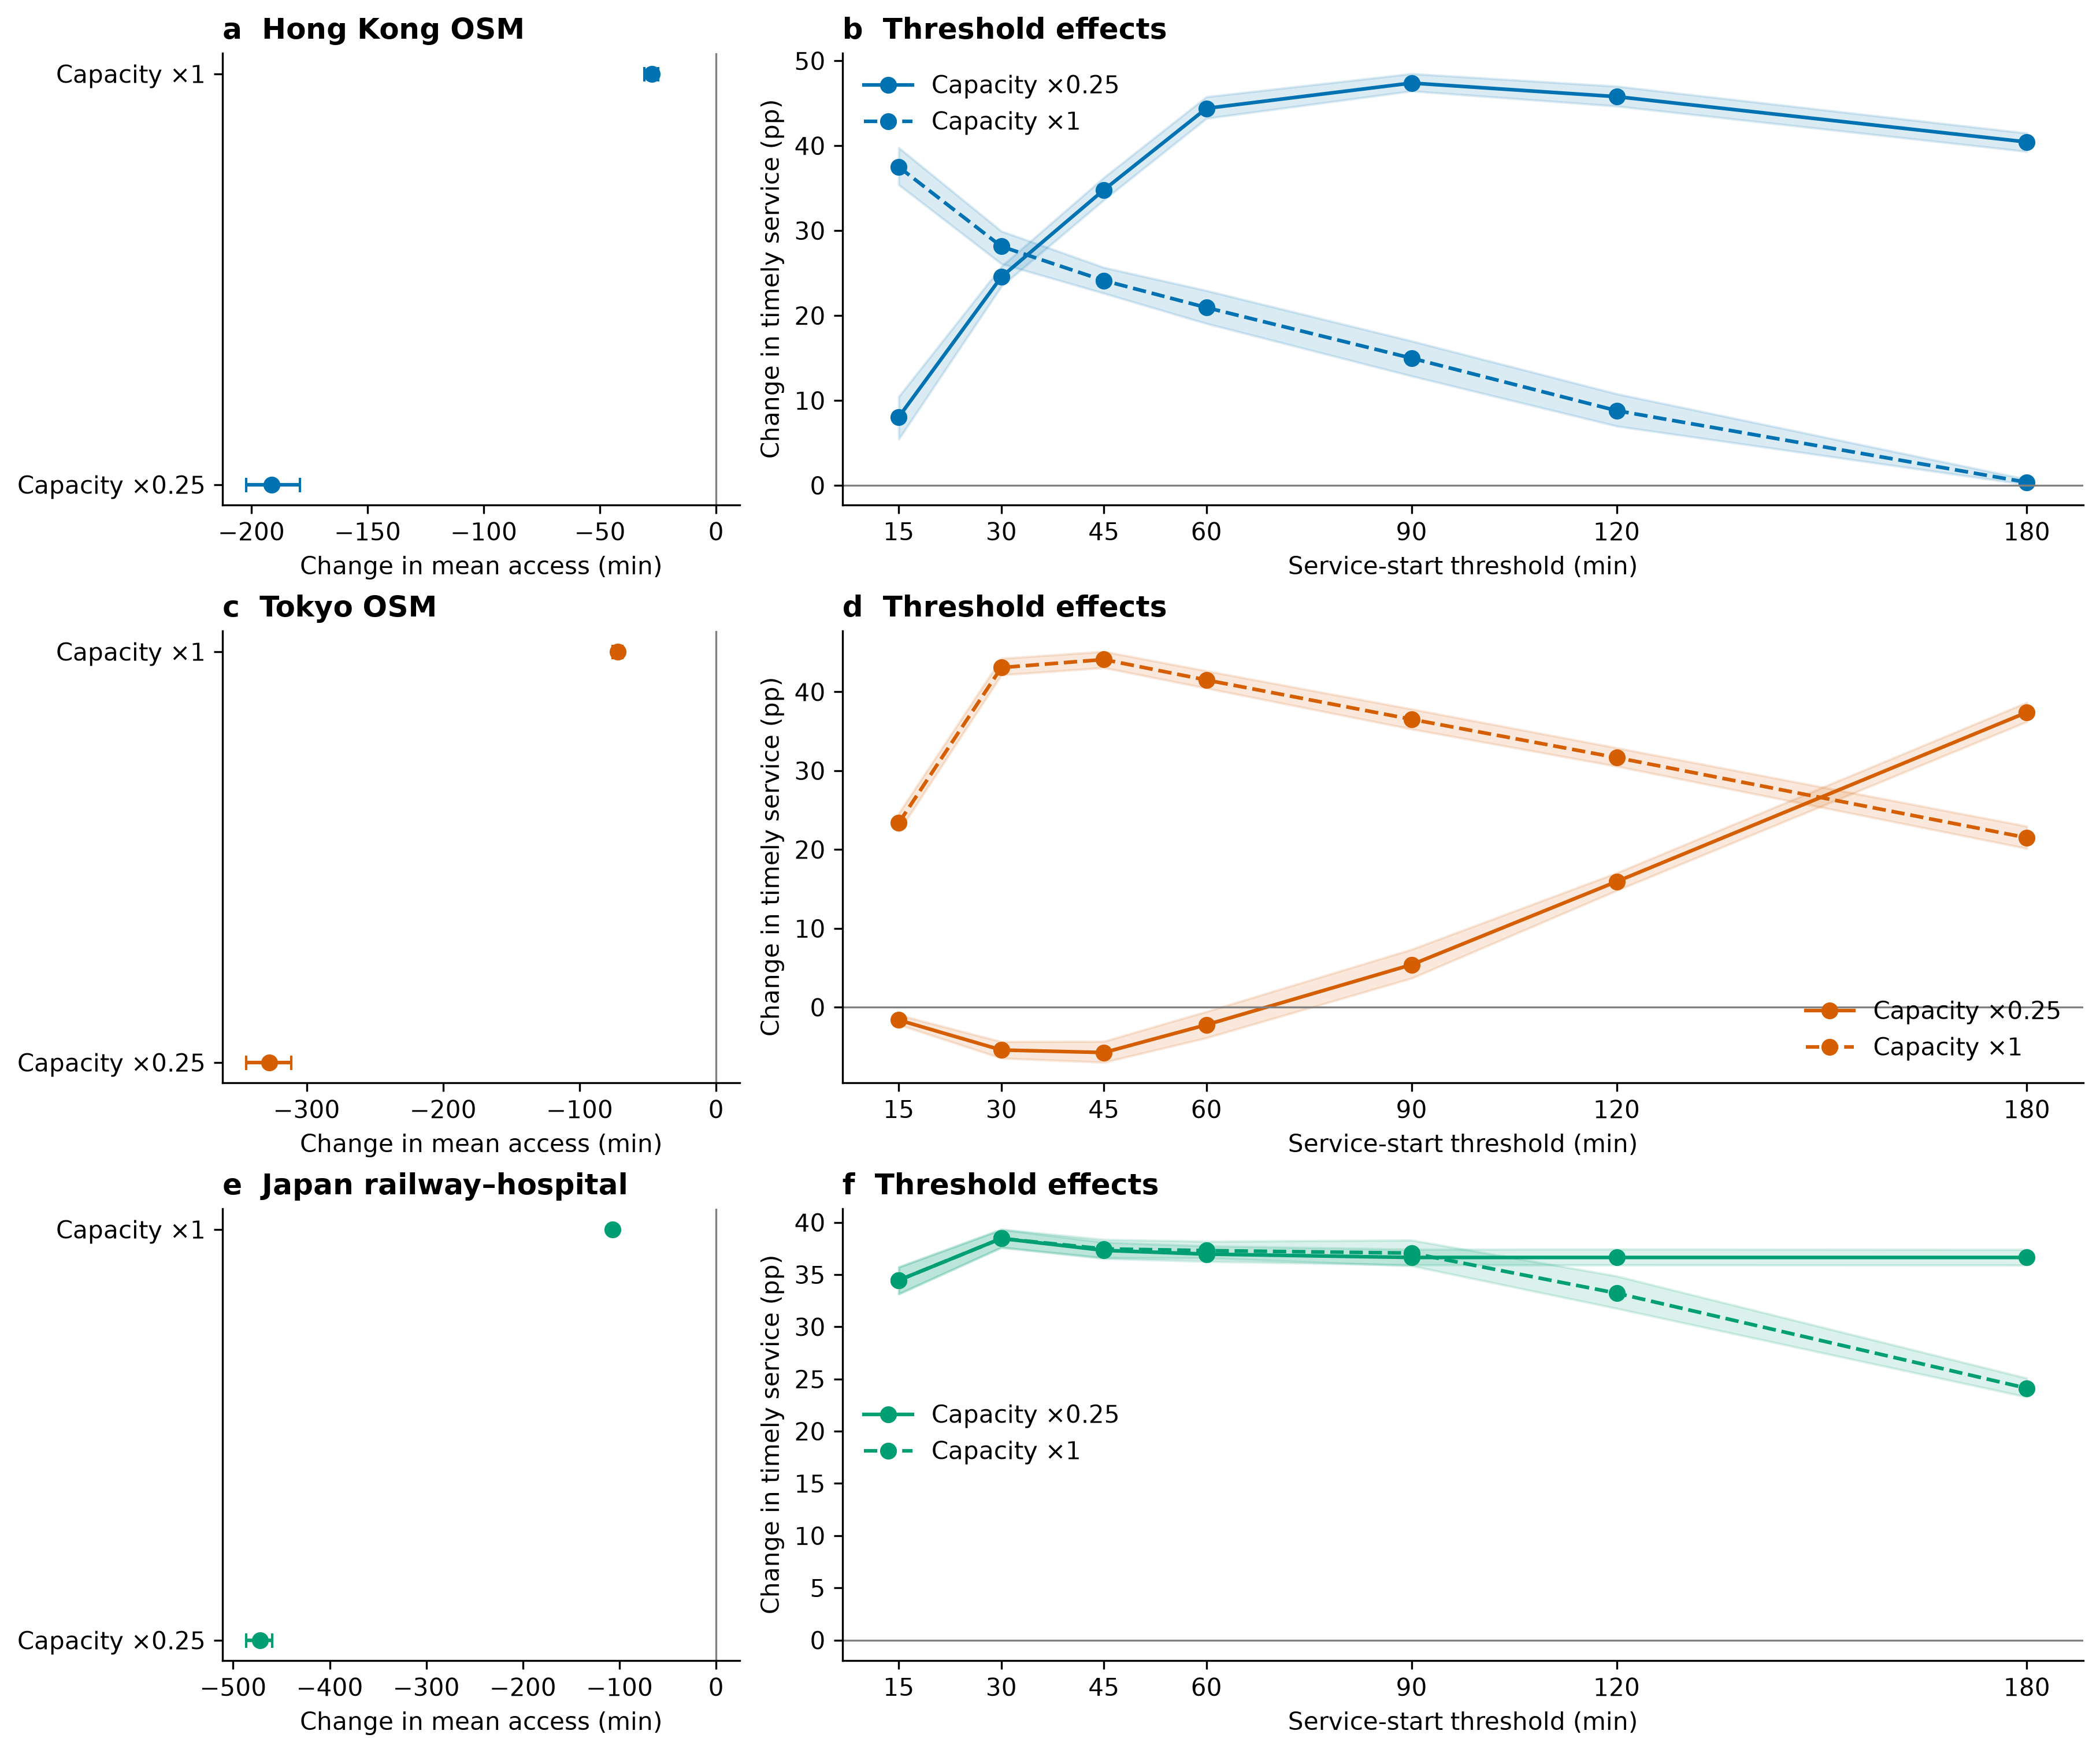 a Hong Kong OSM
Capacity ×1
Capacity ×0.25
−200 −150 −100 −50 0
Change in mean access (min)
b Threshold effects
Change in timely service (pp)
50
40
30
20
10
0
Capacity ×0.25
Capacity ×1
15 30 45 60 90 120 180
Service-start threshold (min)
c Tokyo OSM
Capacity ×1
Capacity ×0.25
−300 −200 −100 0
Change in mean access (min)
d Threshold effects
Change in timely service (pp)
40
30
20
10
0
Capacity ×0.25
Capacity ×1
15 30 45 60 90 120 180
Service-start threshold (min)
e Japan railway–hospital
Capacity ×1
Capacity ×0.25
−500 −400 −300 −200 −100 0
Change in mean access (min)
f Threshold effects
Change in timely service (pp)
40
35
30
25
20
15
10
5
0
Capacity ×0.25
Capacity ×1
15 30 45 60 90 120 180
Service-start threshold (min)